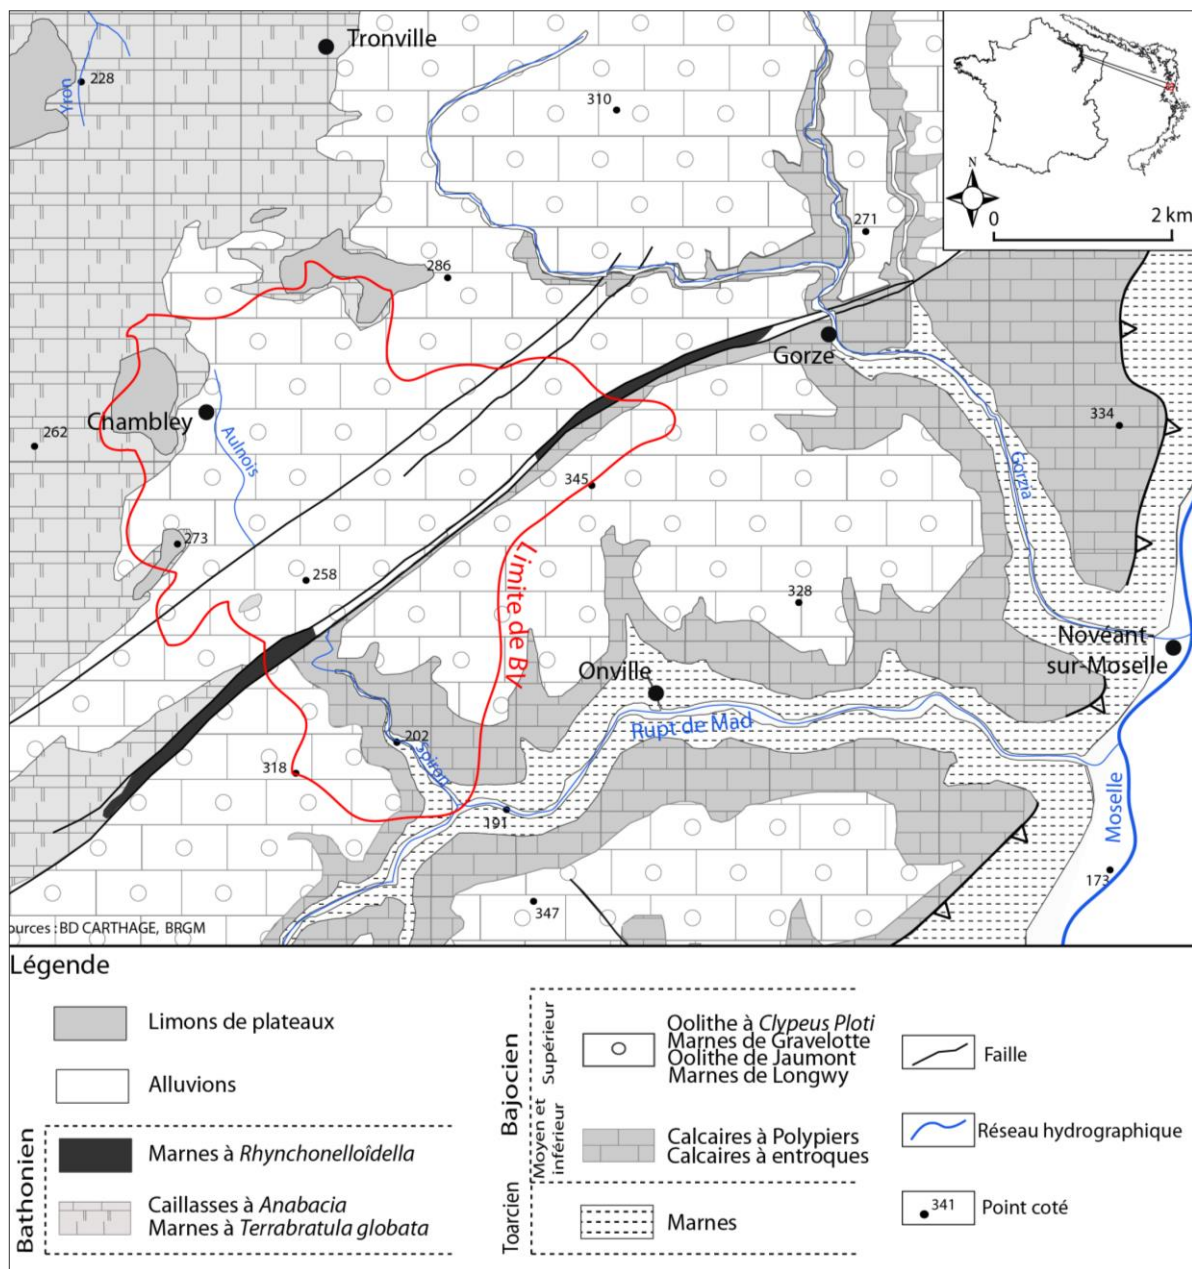 Tronville
228
Yron
310
N
0
2 km
271
286
Gorze
Chambley
262
Aulnois
334
Gorzia
345
273
258
Limite de BV
328
Novéant-
sur-Moselle
Onville
Rupt de Mad
202
Soiron
318
191
Moselle
173
347
ources : BD CARTHAGE, BRGM
Légende
Limons de plateaux
Alluvions
Bathonien
Marnes à Rhynchonelloîdella
Caillasses à Anabacia
Marnes à Terrabratula globata
Bajocien
Supérieur
Oolithe à Clypeus Ploti
Marnes de Gravelotte
Oolithe de Jaumont
Marnes de Longwy
Moyen et
inférieur
Calcaires à Polypiers
Calcaires à entroques
Toarcien
Marnes
Faille
Réseau hydrographique
341
Point coté